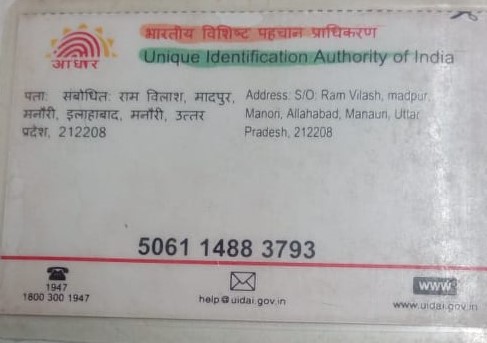 भारतीय विशिष्ट पहचान प्राधिकरण
Unique Identification Authority of India
आधार
पता: संबोधित: राम विलाश, मादपुर,
मनौरी, इलाहाबाद, मनौरी, उत्तर
प्रदेश, 212208
Address: S/O: Ram Vilash, madpur,
Manori, Allahabad, Manauri, Uttar
Pradesh, 212208
5061 1488 3793
1947
1800 300 1947
help@uidai.gov.in
www
www.uidai.gov.in